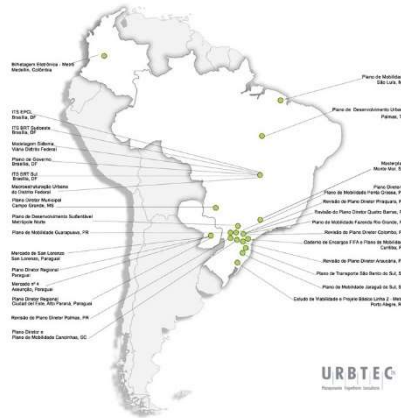 Bilhetagem Eletrônica - Metrô
Medellín, Colômbia
ITS EPCL
Brasília, DF
ITS BRT Sudoeste
Brasília, DF
Modelagem Sistema
Viário Distrito Federal
Plano de Governo
Brasília, DF
ITS BRT Sul
Brasília, DF
Macroestruturação Urbana
do Distrito Federal
Plano Diretor Municipal
Campo Grande, MS
Plano de Desenvolvimento Sustentável
Metrópole Norte
Plano de Mobilidade Guarapuava, PR
Mercado de San Lorenzo
San Lorenzo, Paraguai
Plano Diretor Regional
Paraguai
Mercado nº 4
Assunção, Paraguai
Plano Diretor Regional
Ciudad del Este, Alto Paraná, Paraguai
Revisão do Plano Diretor Palmas, PR
Plano Diretor e
Plano de Mobilidade Canoinhas, SC
Plano de Mobilidade
São Luís, M
Plano de Desenvolvimento Urba
Palmas, T
Masterpla
Monte Mor, S
Plano Diretor
Plano de Mobilidade Ponta Grossa, P
Revisão do Plano Diretor Piraquara, P
Revisão do Plano Diretor Quatro Barras, P
Plano de Mobilidade Fazenda Rio Grande, P
Revisão do Plano Diretor Colombo, P
Caderno de Encargos FIFA e Plano de Mobilidade
Curitiba, P
Revisão do Plano Diretor Araucária, P
Plano de Transporte São Bento do Sul, S
Plano de Mobilidade Jaraguá do Sul, S
Estudo de Viabilidade e Projeto Básico Linha 2 - Met
Porto Alegre, R
URBTEC
Planejamento Engenharia Consultoria